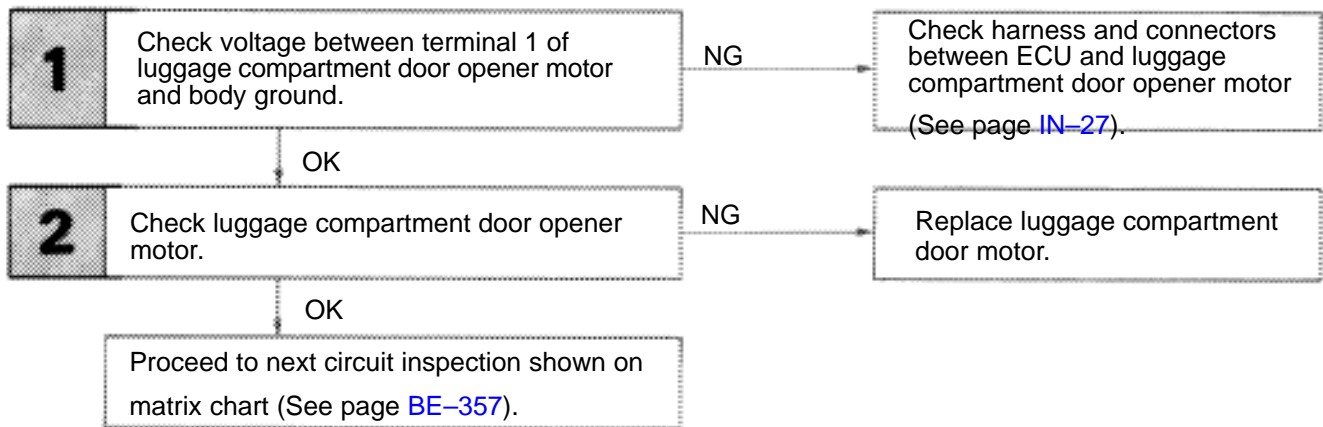 1
Check voltage between terminal 1 of
luggage compartment door opener motor
and body ground.
NG
Check harness and connectors
between ECU and luggage
compartment door opener motor
(See page IN–27).
OK
2
Check luggage compartment door opener
motor.
NG
Replace luggage compartment
door motor.
OK
Proceed to next circuit inspection shown on
matrix chart (See page BE–357).